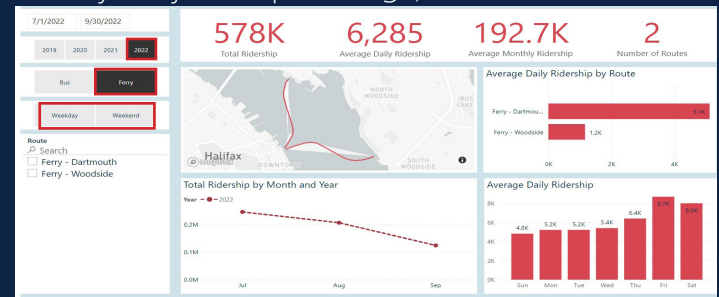 7/1/2022 9/30/2022
2019 2020 2021 2022
Bus Ferry
Weekday Weekend
Route
Search
Ferry - Dartmouth
Ferry - Woodside
578K
Total Ridership
6,285
Average Daily Ridership
192.7K
Average Monthly Ridership
2
Number of Routes
NORTH
WOODSIDE
Halifax
DOWNTOWN
SOUTH
WOODSIDE
mapbox
Average Daily Ridership by Route
Ferry - Dartmou... 5.1K
Ferry - Woodside 1.2K
0K 2K 4K
Total Ridership by Month and Year
Year 2022
0.2M
0.1M
0.0M
Jul Aug Sep
Average Daily Ridership
8K
6K
4K
2K
0K
4.8K 5.2K 5.2K 5.4K 6.4K 8.7K 8.0K
Sun Mon Tue Wed Thu Fri Sat